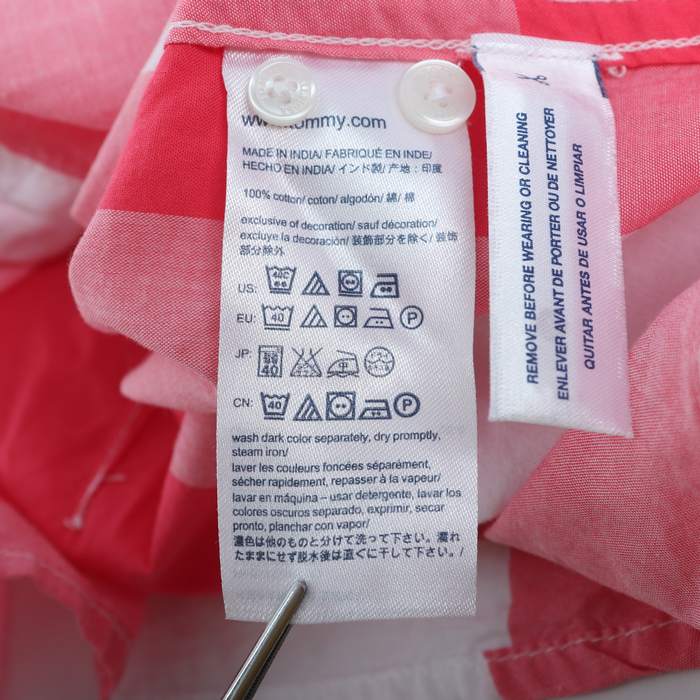 www.tommy.com
MADE IN INDIA/ FABRIQUÉ EN INDE/
HECHO EN INDIA/ インド製/ 产地：印度
100% cotton/ coton/ algodón/ 綿/ 棉
exclusive of decoration/ sauf décoration/
excluye la decoración/ 装飾部分を除く/ 装饰
部分除外
US: 40C
EU: 40 P
JP: 40 中
CN: 40 P
wash dark color separately, dry promptly,
steam iron/
laver les couleurs foncées séparément,
sécher rapidement, repasser à la vapeur/
lavar en máquina – usar detergente, lavar los
colores oscuros separado, exprimir, secar
pronto, planchar con vapor/
濃色は他のものと分けて洗って下さい。濡れ
たままにせず脱水後は直ぐに干して下さい。/
REMOVE BEFORE WEARING OR CLEANING
ENLEVER AVANT DE PORTER OU DE NETTOYER
QUITAR ANTES DE USAR O LIMPIAR